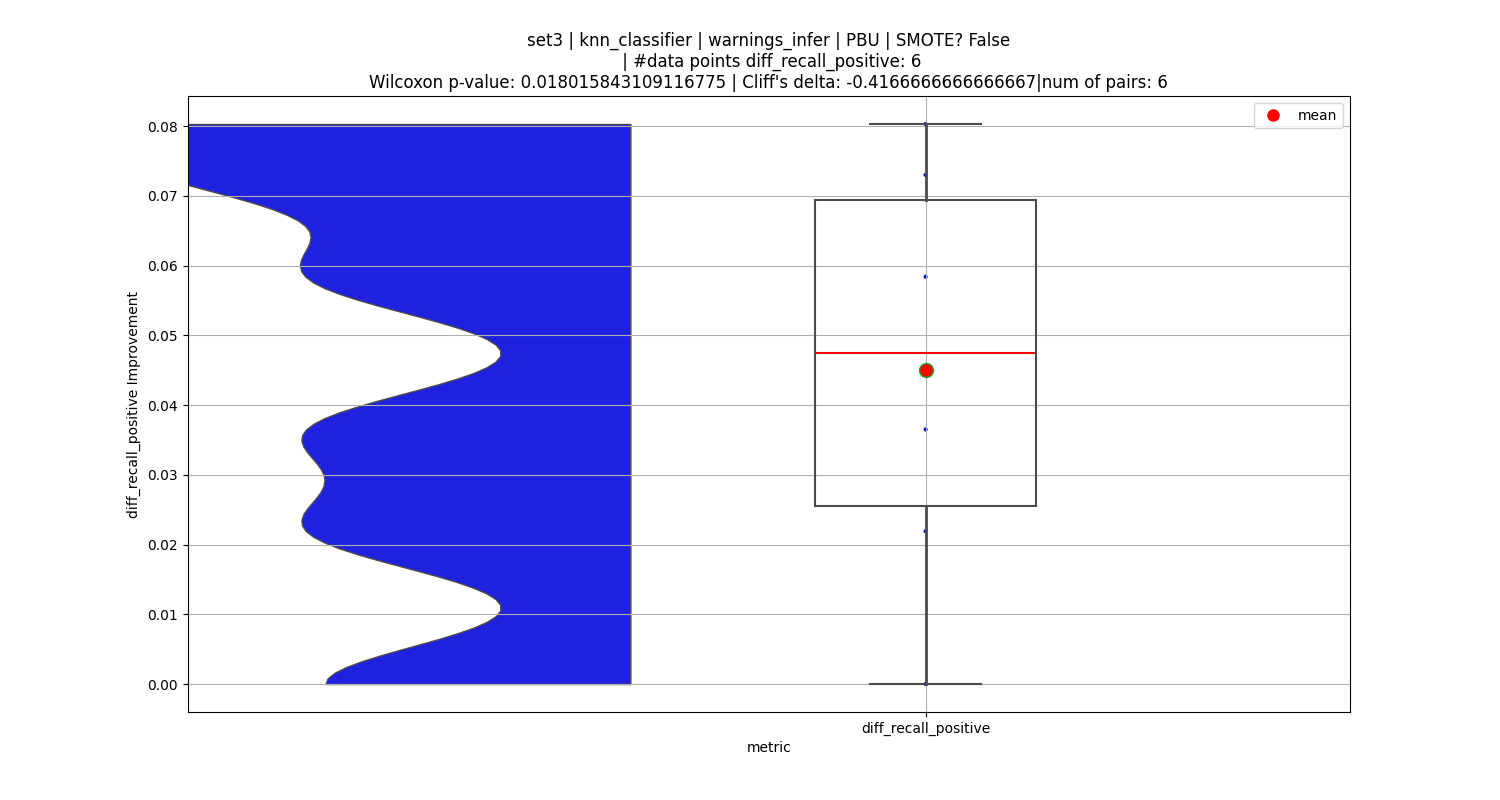 set3 | knn_classifier | warnings_infer | PBU | SMOTE? False
| #data points diff_recall_positive: 6
Wilcoxon p-value: 0.018015843109116775 | Cliff's delta: -0.4166666666666667|num of pairs: 6
mean
0.08
0.07
0.06
0.05
0.04
0.03
0.02
0.01
0.00
diff_recall_positive Improvement
diff_recall_positive
metric